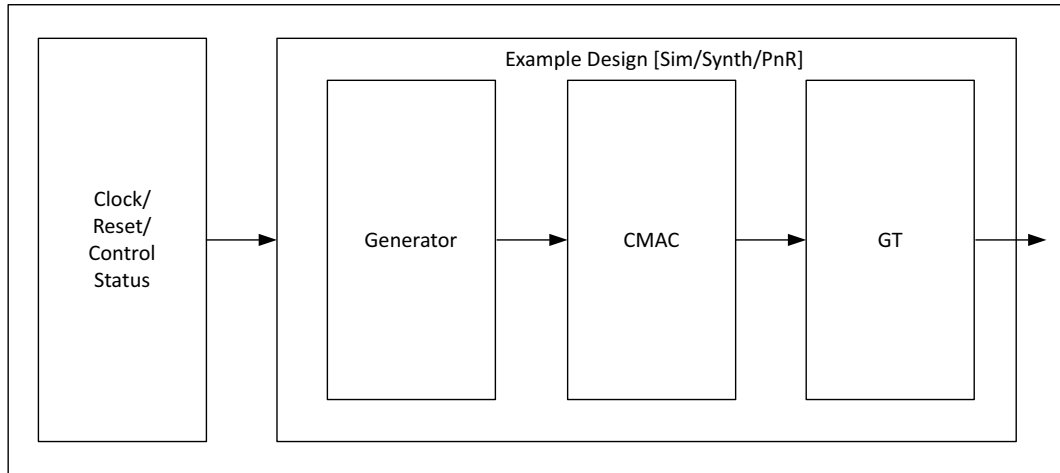 Example Design [Sim/Synth/PnR]
Clock/
Reset/
Control
Status
Generator
CMAC
GT